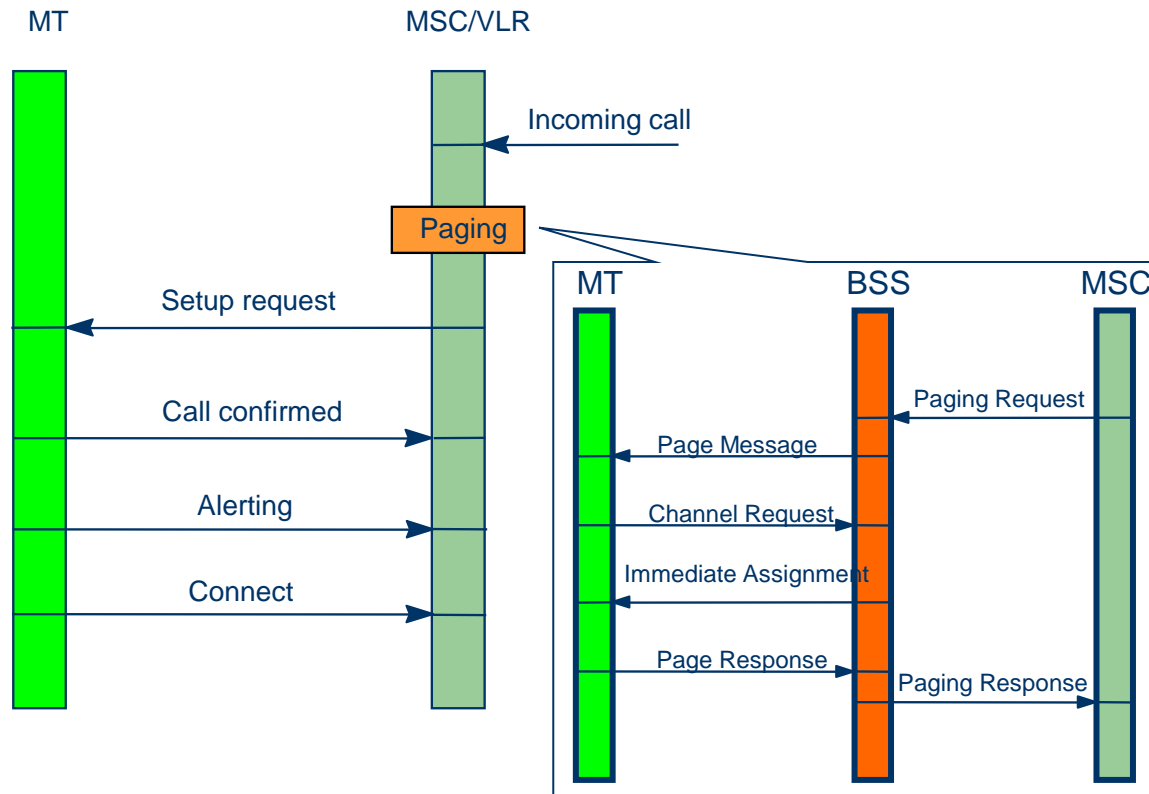 MT
MSC/VLR
Incoming call
Paging
Setup request
Call confirmed
Alerting
Connect
MT
BSS
MSC
Paging Request
Page Message
Channel Request
Immediate Assignment
Page Response
Paging Response